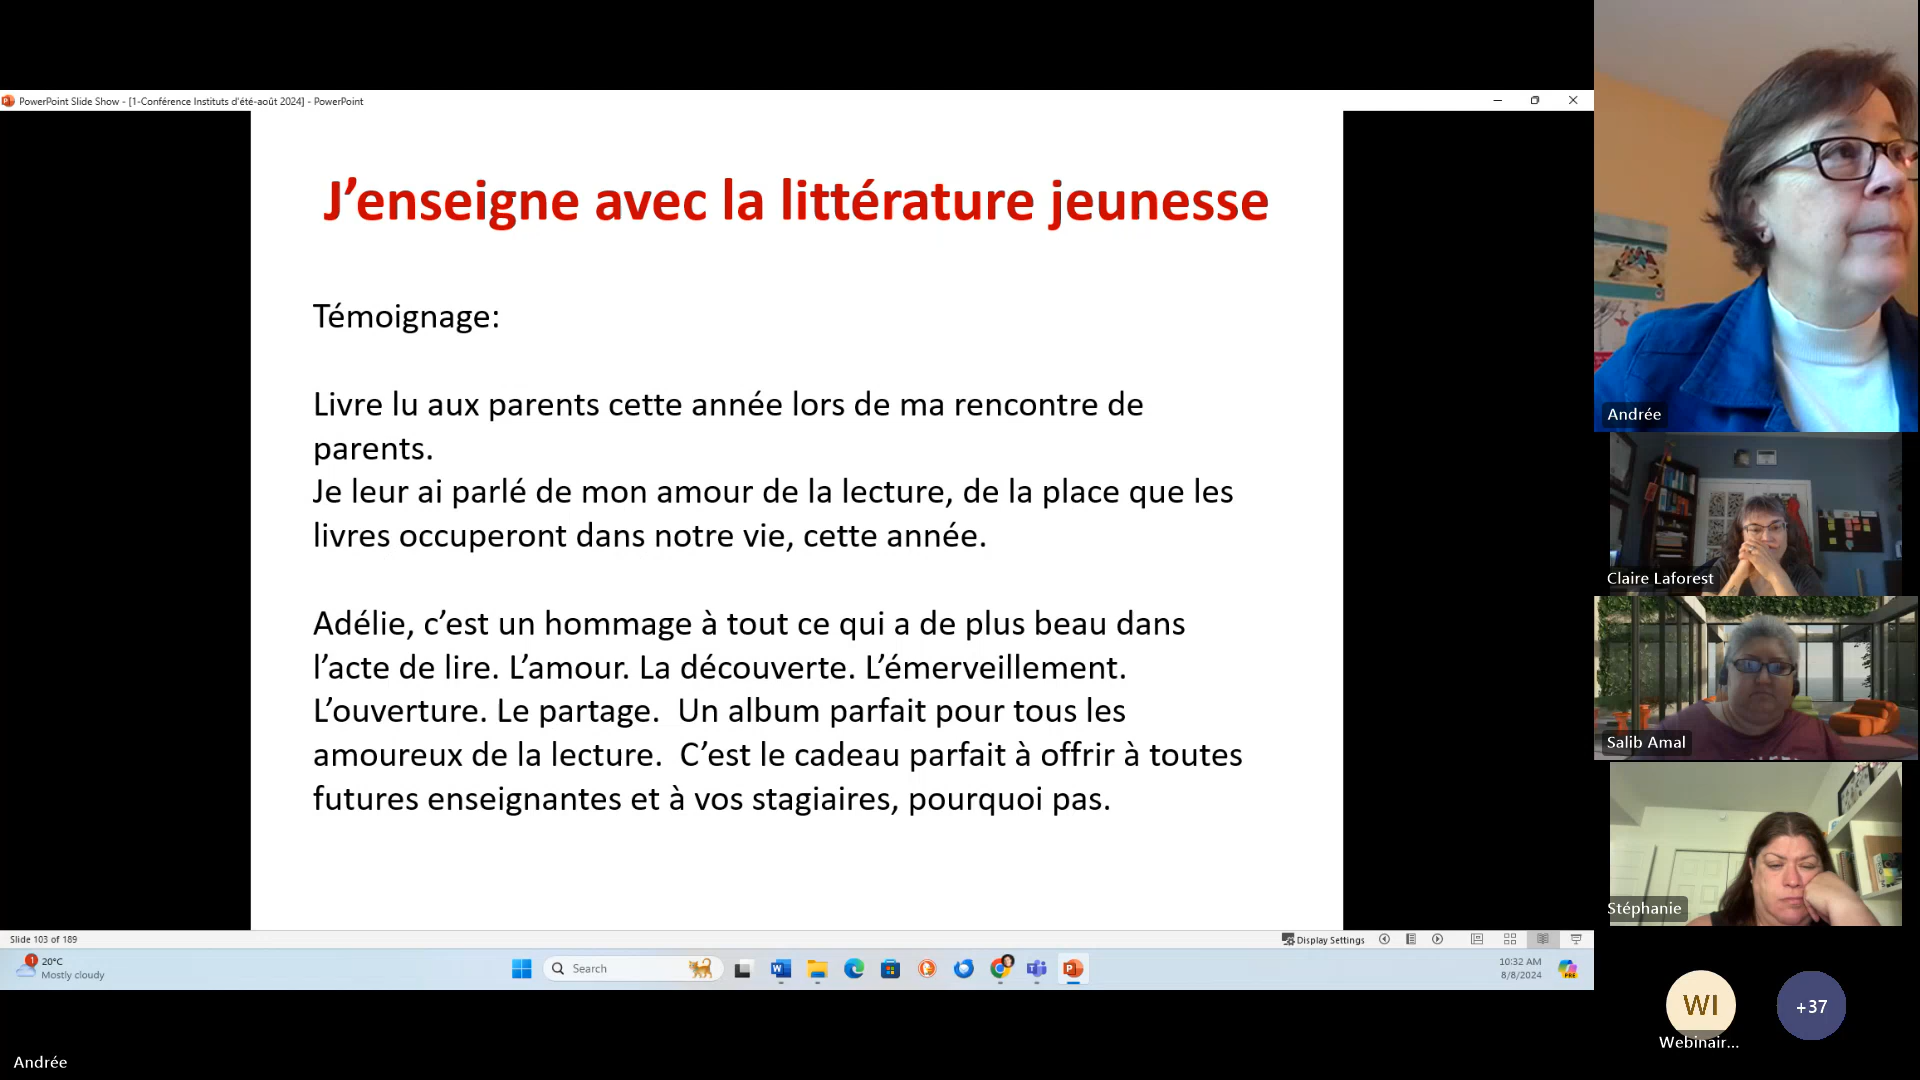 PowerPoint Slide Show - [1-Conférence Instituts d'été-août 2024] - PowerPoint
J’enseigne avec la littérature jeunesse
Témoignage:
Livre lu aux parents cette année lors de ma rencontre de
parents.
Je leur ai parlé de mon amour de la lecture, de la place que les
livres occuperont dans notre vie, cette année.
Adélie, c’est un hommage à tout ce qui a de plus beau dans
l’acte de lire. L’amour. La découverte. L’émerveillement.
L’ouverture. Le partage.  Un album parfait pour tous les
amoureux de la lecture.  C’est le cadeau parfait à offrir à toutes
futures enseignantes et à vos stagiaires, pourquoi pas.
Slide 103 of 189
Display Settings
1
20°C
Mostly cloudy
Search
10:32 AM
8/8/2024
Andrée
Claire Laforest
Salib Amal
Stéphanie
WI
+37
Webinair...
Andrée